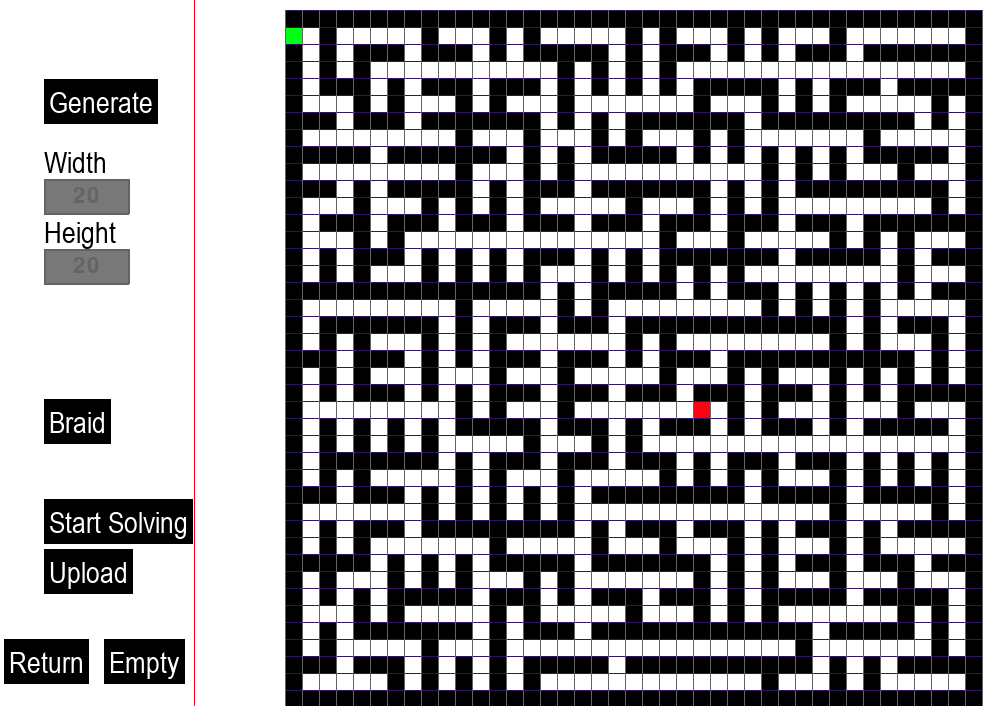 Generate
Width
20
Height
20
Braid
Start Solving
Upload
Return Empty